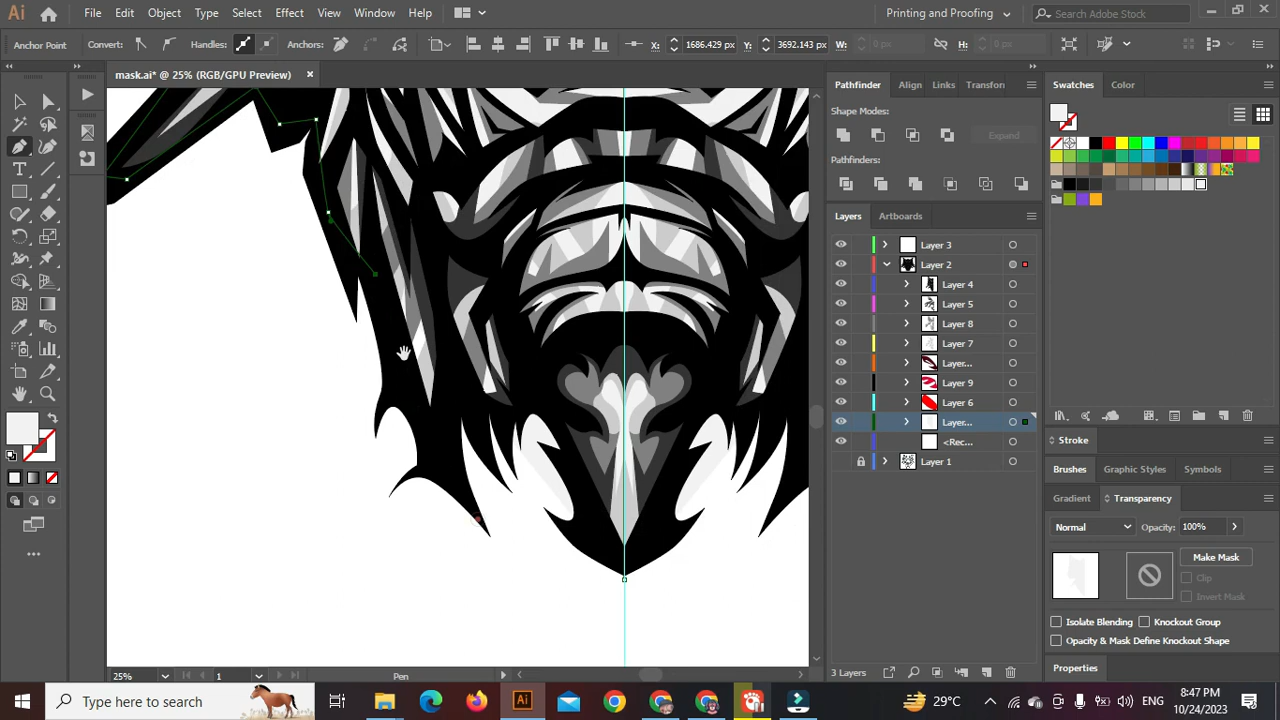 Ai File Edit Object Type Select Effect View Window Help Printing and Proofing Search Adobe Stock
Anchor Point Convert: Handles: Anchors: X: 1686.429 px Y: 3692.143 px W: 0 px H: 0 px
mask.ai* @ 25% (RGB/GPU Preview)
Pathfinder Align Links Transfon
Shape Modes:
Expand
Pathfinders:
Layers Artboards
Layer 3
Layer 2
Layer 4
Layer 5
Layer 8
Layer 7
Layer...
Layer 9
Layer 6
Layer...
<Rec...
Layer 1
3 Layers
Swatches Color
Stroke
Brushes Graphic Styles Symbols
Gradient Transparency
Normal Opacity: 100%
Make Mask
Clip
Invert Mask
Isolate Blending Knockout Group
Opacity & Mask Define Knockout Shape
Properties
25% 1 Pen
Type here to search
Ai
29°C ENG 8:47 PM
10/24/2023